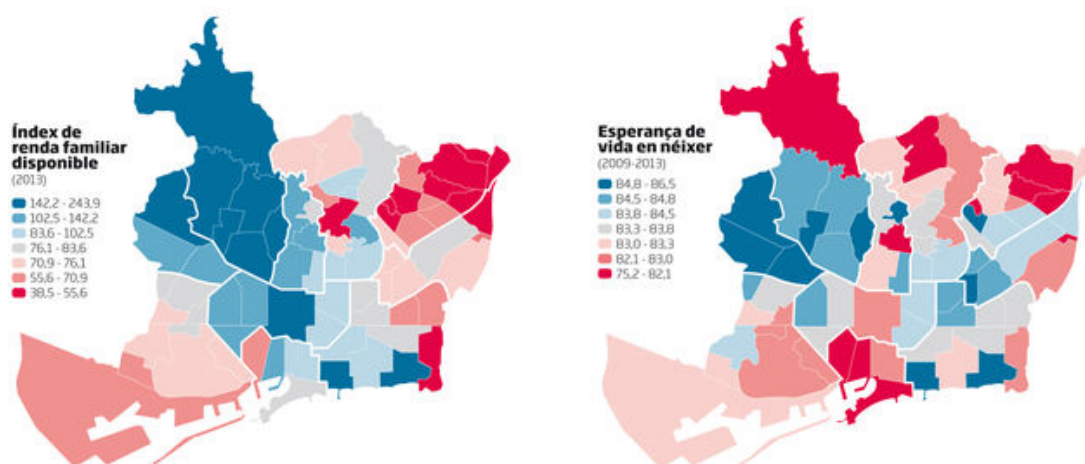 Índex de
renda familiar
disponible
(2013)
142,2 - 243,9
102,5 - 142,2
83,6 - 102,5
76,1 - 83,6
70,9 - 76,1
55,6 - 70,9
38,5 - 55,6
Esperança de
vida en néixer
(2009-2013)
84,8 - 86,5
84,5 - 84,8
83,8 - 84,5
83,3 - 83,8
83,0 - 83,3
82,1 - 83,0
75,2 - 82,1